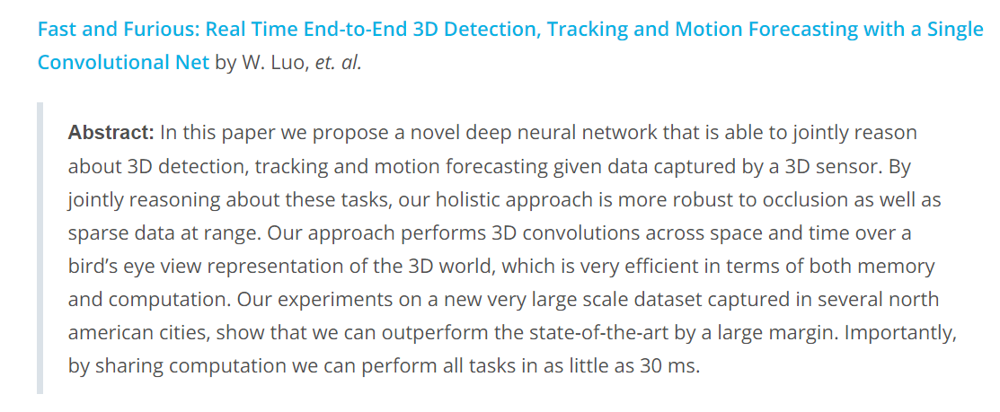 Fast and Furious: Real Time End-to-End 3D Detection, Tracking and Motion Forecasting with a Single
Convolutional Net by W. Luo, et. al.
Abstract: In this paper we propose a novel deep neural network that is able to jointly reason
about 3D detection, tracking and motion forecasting given data captured by a 3D sensor. By
jointly reasoning about these tasks, our holistic approach is more robust to occlusion as well as
sparse data at range. Our approach performs 3D convolutions across space and time over a
bird’s eye view representation of the 3D world, which is very efficient in terms of both memory
and computation. Our experiments on a new very large scale dataset captured in several north
american cities, show that we can outperform the state-of-the-art by a large margin. Importantly,
by sharing computation we can perform all tasks in as little as 30 ms.